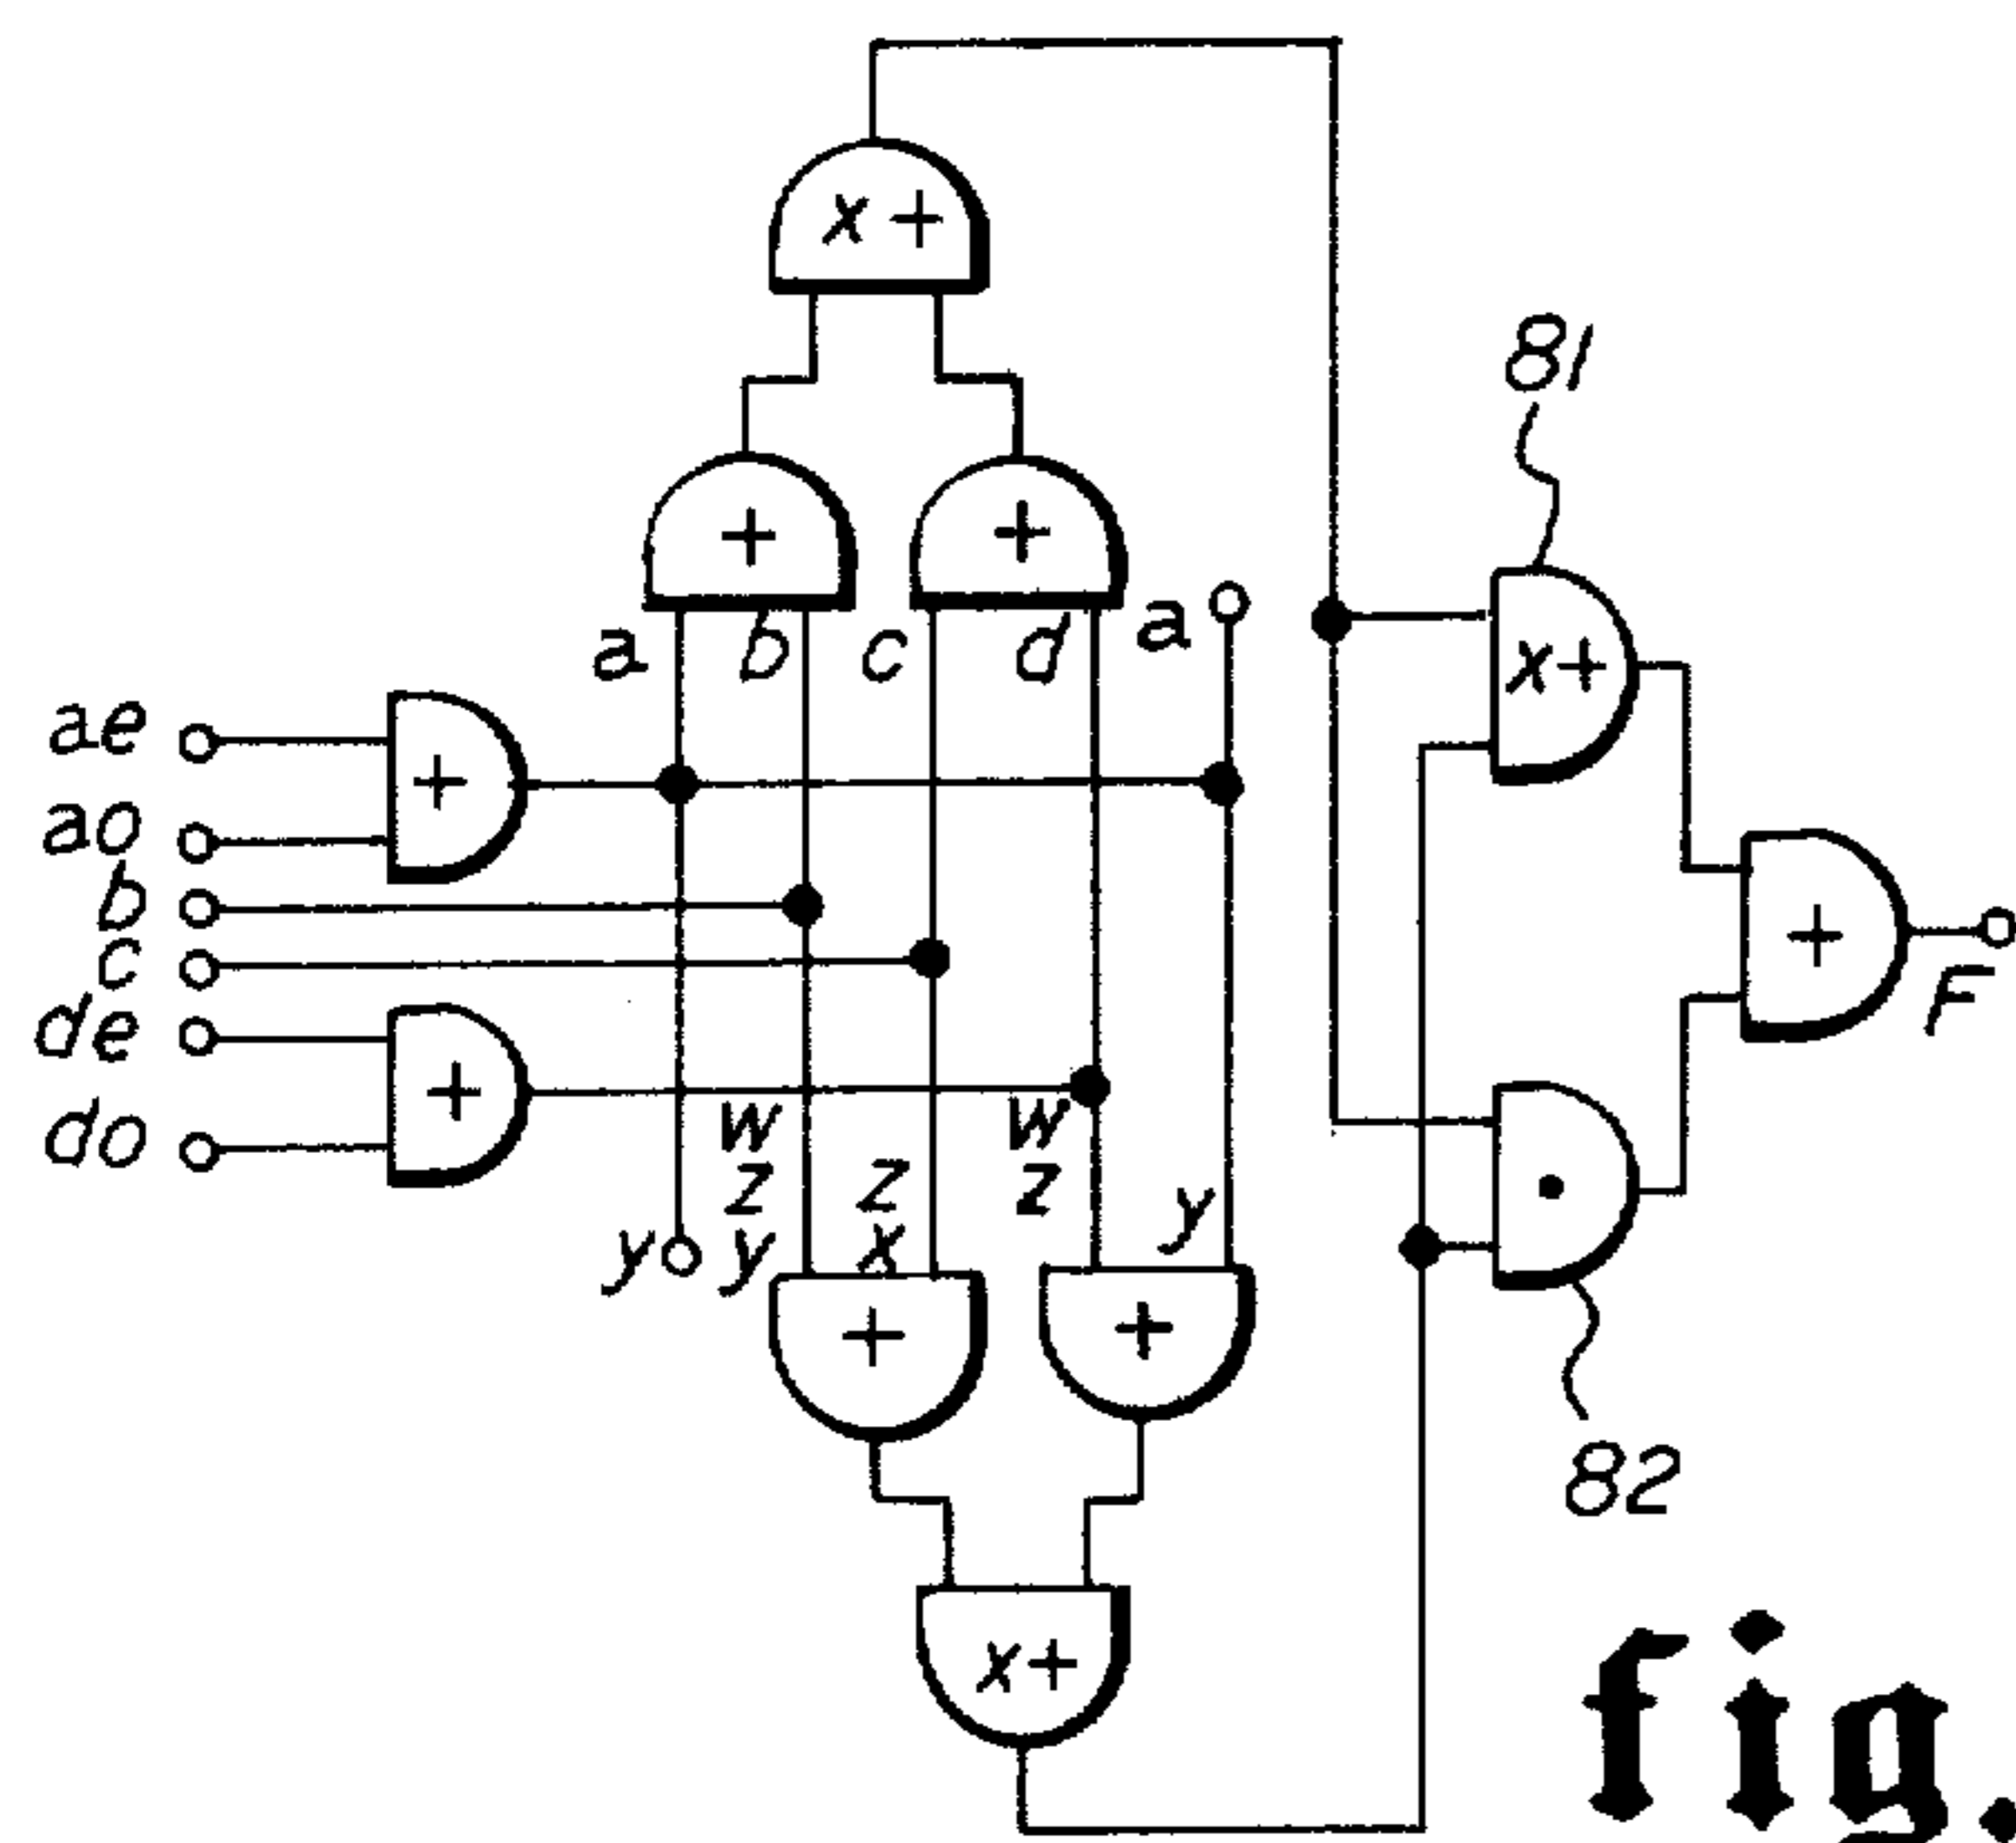 x +
81
+ +
a b c d a
x+
ae
+
ao
b
+
c
F
de
+
do
w w
z z z
y y x y
+ +
82
x+
fig.